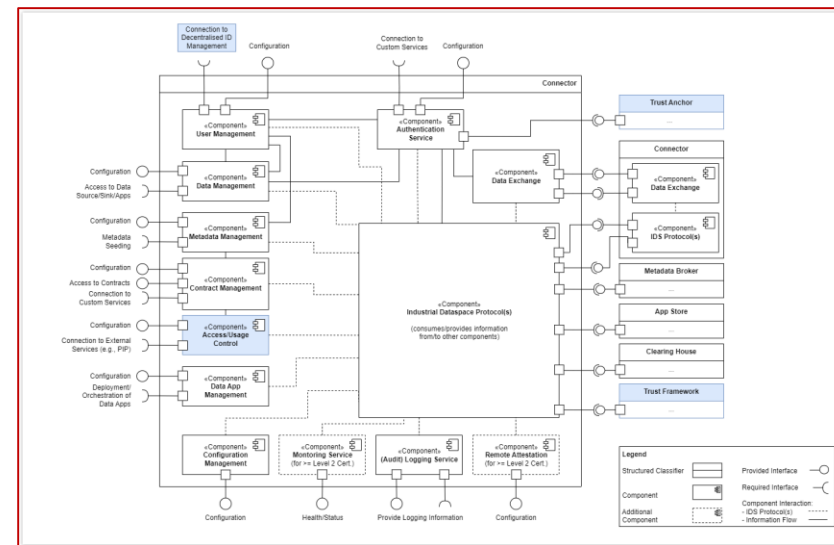 Connection to
Decentralised ID
Management
Configuration
Connection to
Custom Services
Configuration
Connector
«Component»
User Management
«Component»
Authentication
Service
Trust Anchor
...
Configuration
Access to Data
Source/Sink/Apps
«Component»
Data Management
«Component»
Data Exchange
Connector
«Component»
Data Exchange
«Component»
IDS Protocol(s)
Configuration
Metadata
Seeding
«Component»
Metadata Management
Configuration
Access to Contracts
Connection to
Custom Services
«Component»
Contract Management
«Component»
Industrial Dataspace Protocol(s)
(consumes/provides information
from/to other components)
Metadata Broker
...
App Store
...
Configuration
Connection to External
Services (e.g., PIP)
«Component»
Access/Usage
Control
Clearing House
...
Configuration
Deployment/
Orchestration of
Data Apps
«Component»
Data App
Management
Trust Framework
...
«Component»
Configuration
Management
«Component»
Montoring Service
(for >= Level 2 Cert.)
«Component»
(Audit) Logging Service
«Component»
Remote Attestation
(for >= Level 2 Cert.)
Configuration
Health/Status
Provide Logging Information
Configuration
Legend
Structured Classifier
Component
Additional
Component
Provided Interface
Required Interface
Component Interaction:
- IDS Protocol(s)
- Information Flow